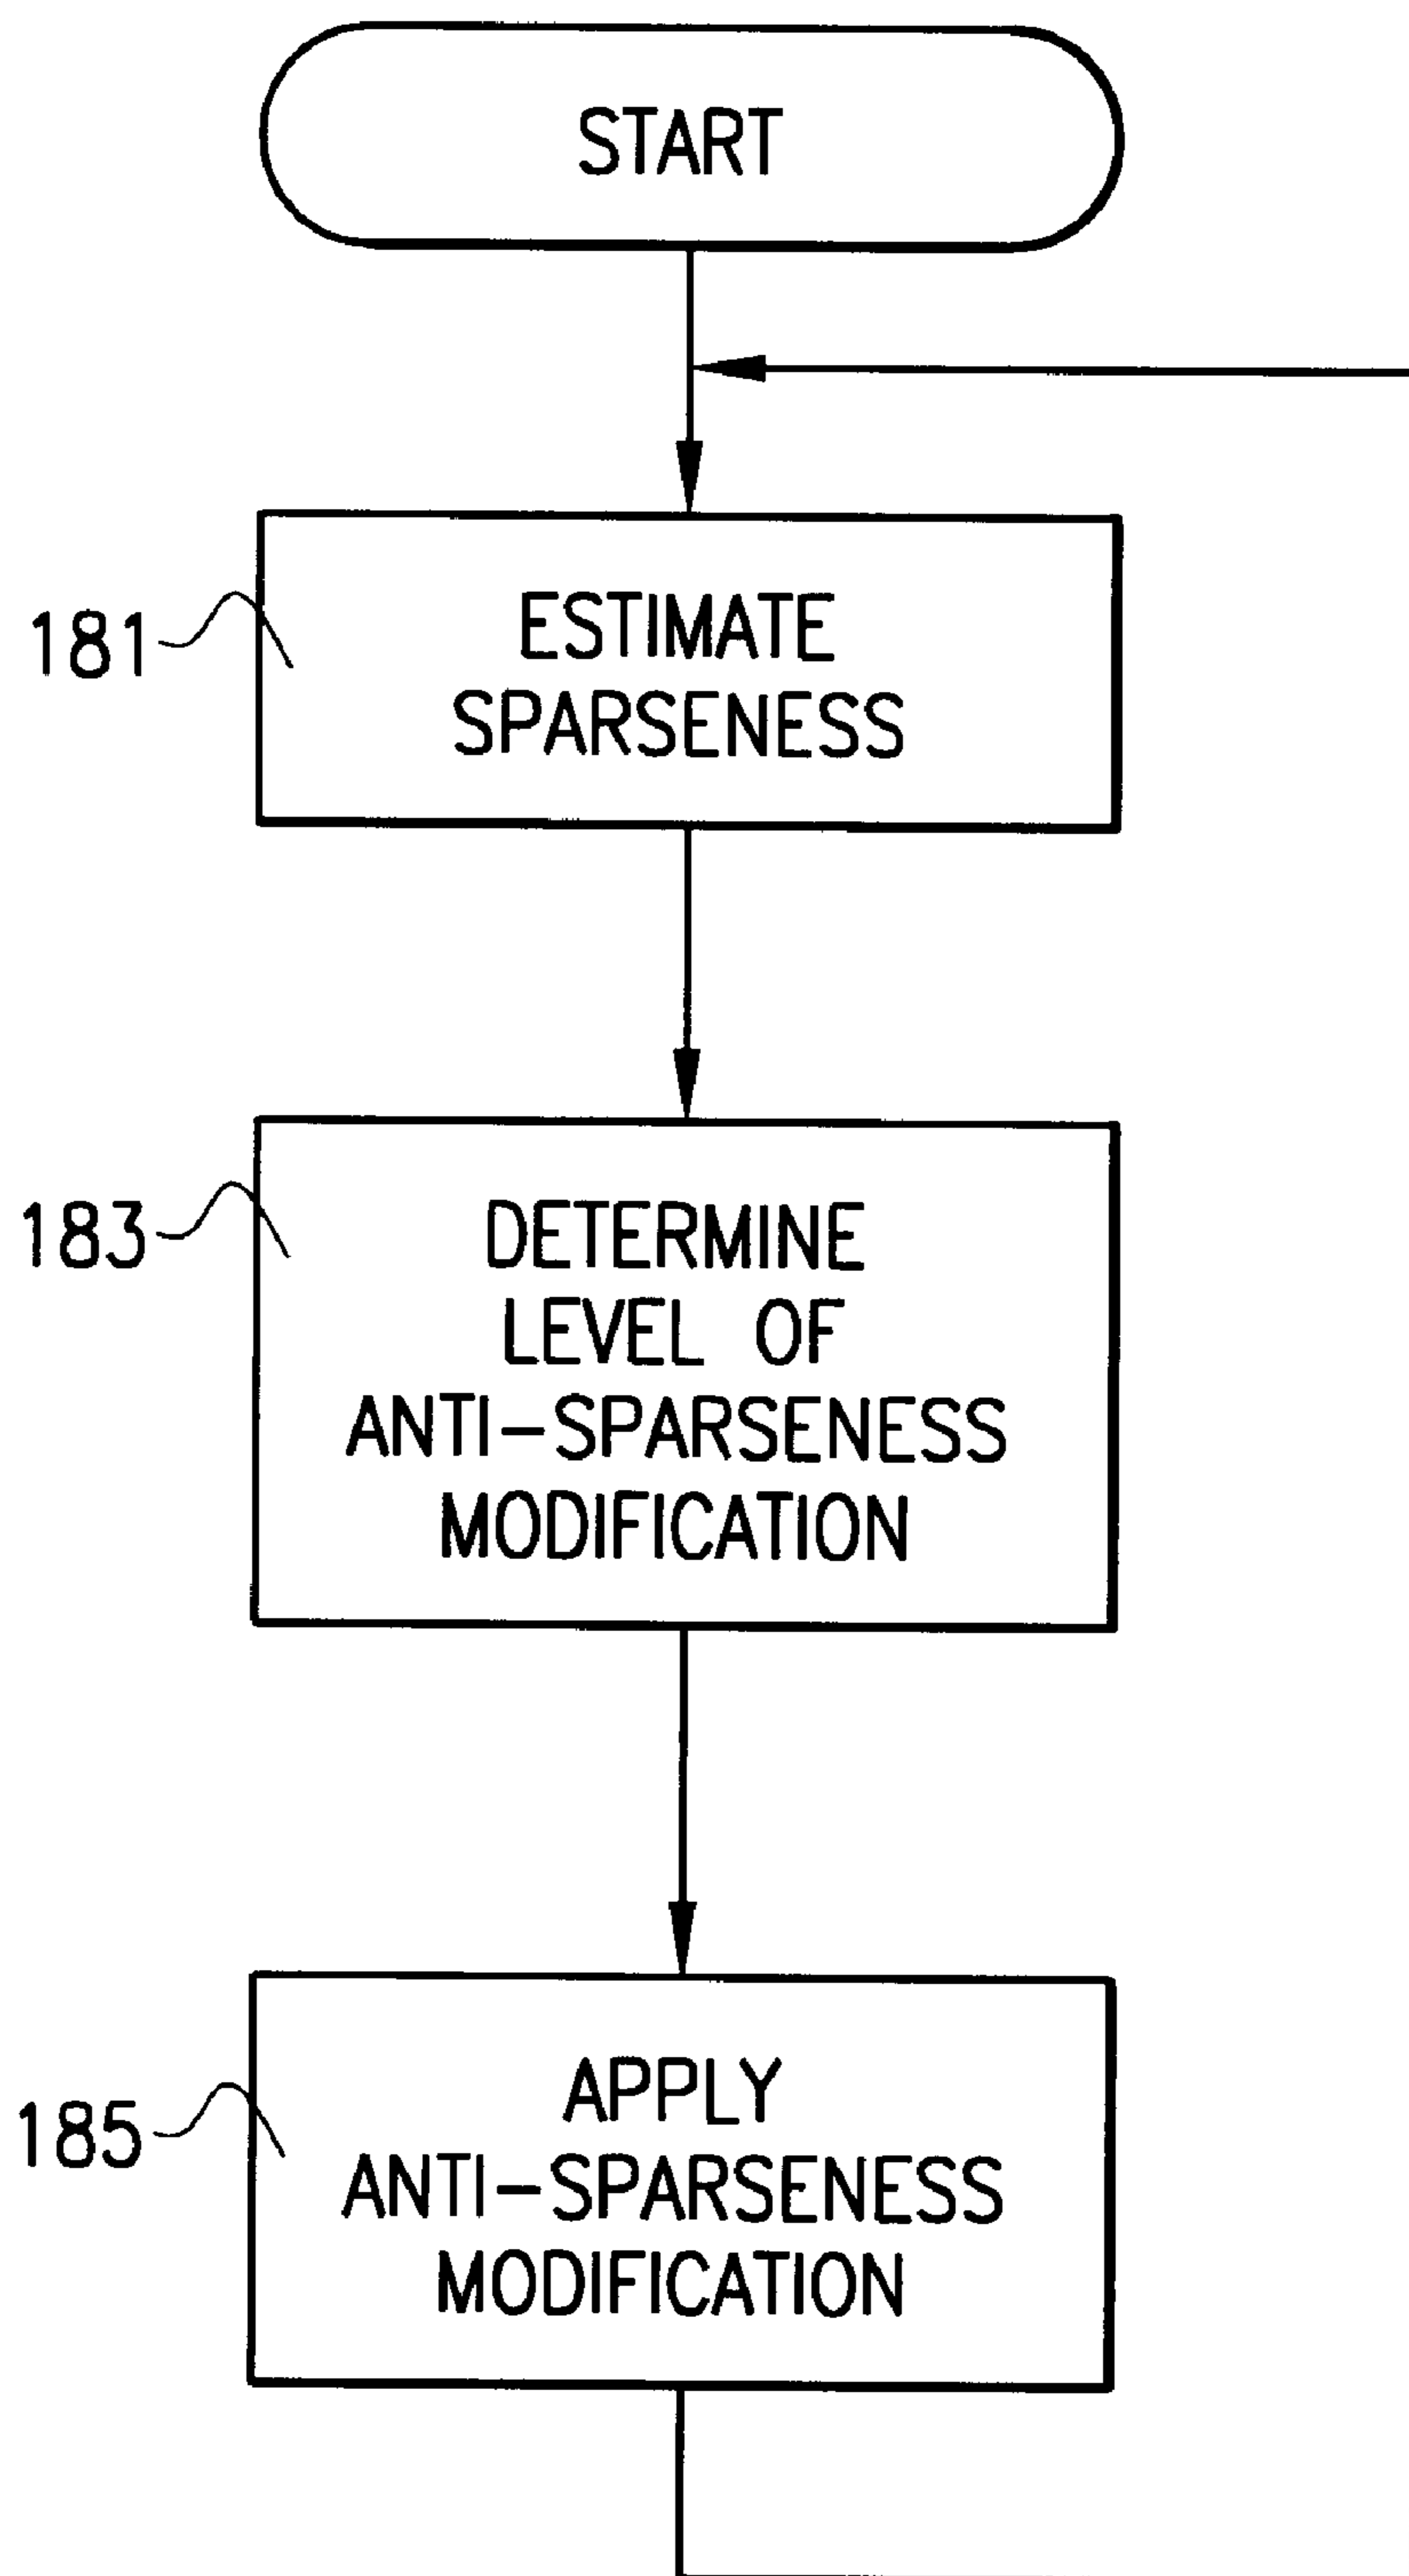 START
181
ESTIMATE
SPARSENESS
183
DETERMINE
LEVEL OF
ANTI-SPARSENESS
MODIFICATION
185
APPLY
ANTI-SPARSENESS
MODIFICATION